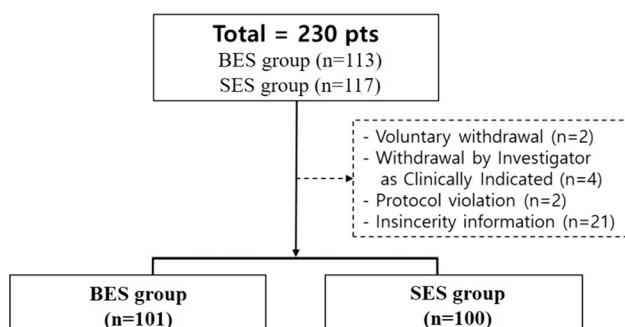 Total = 230 pts
BES group (n=113)
SES group (n=117)
- Voluntary withdrawal (n=2)
- Withdrawal by Investigator
as Clinically Indicated (n=4)
- Protocol violation (n=2)
- Insincerity information (n=21)
BES group
(n=101)
SES group
(n=100)